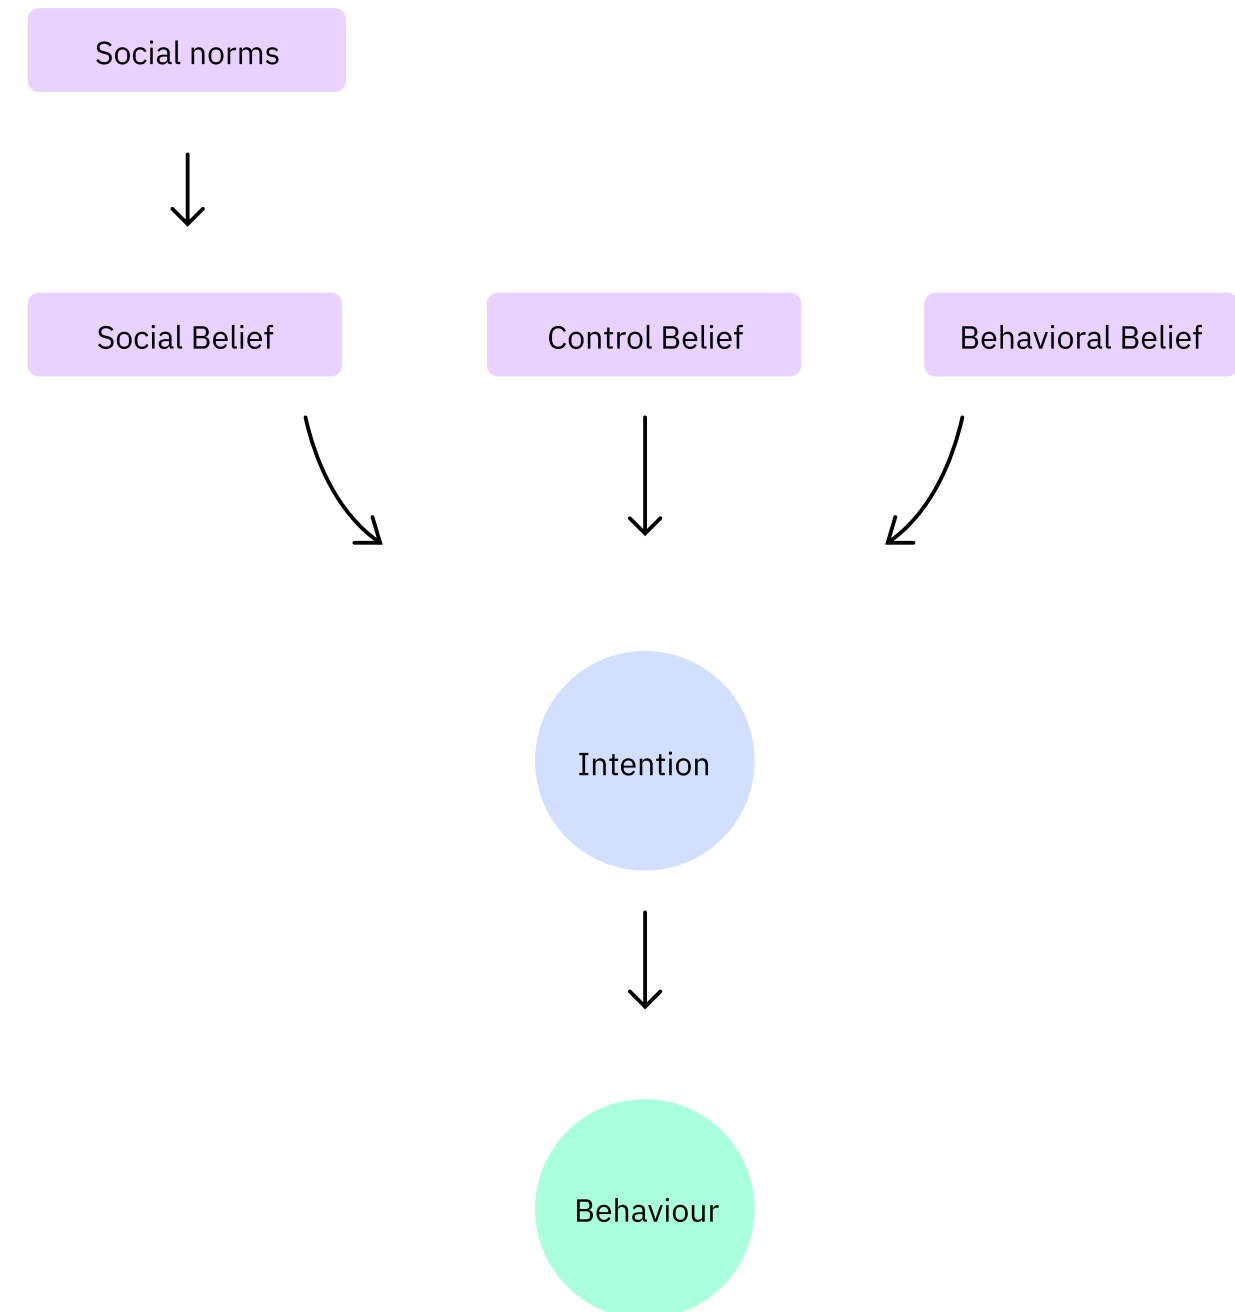 Social norms
Social Belief
Control Belief
Behavioral Belief
Intention
Behaviour